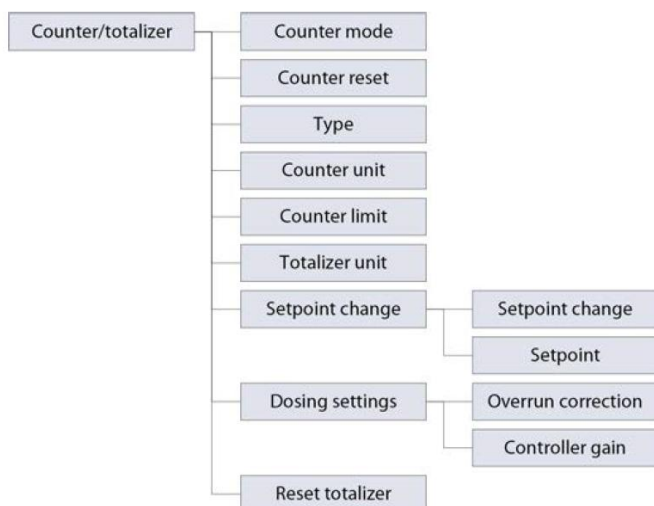 Counter/totalizer
Counter mode
Counter reset
Type
Counter unit
Counter limit
Totalizer unit
Setpoint change
Setpoint change
Setpoint
Dosing settings
Overrun correction
Controller gain
Reset totalizer